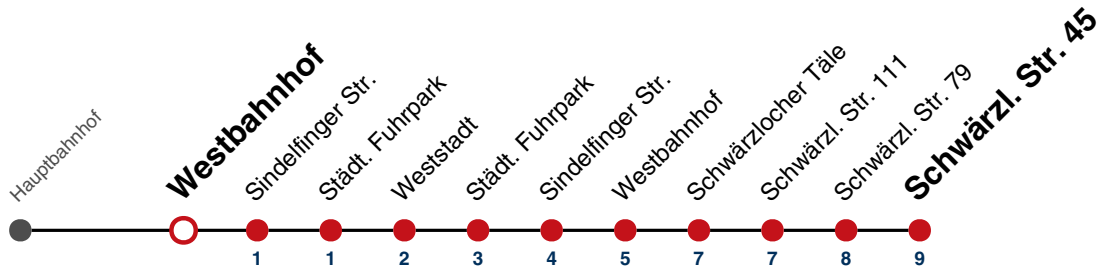 Hauptbahnhof
Westbahnhof
Sindelfinger Str.
Städt. Fuhrpark
Weststadt
Städt. Fuhrpark
Sindelfinger Str.
Westbahnhof
Schwärzlocher Täle
Schwärzl. Str. 111
Schwärzl. Str. 79
Schwärzl. Str. 45
1 1 2 3 4 5 7 7 8 9